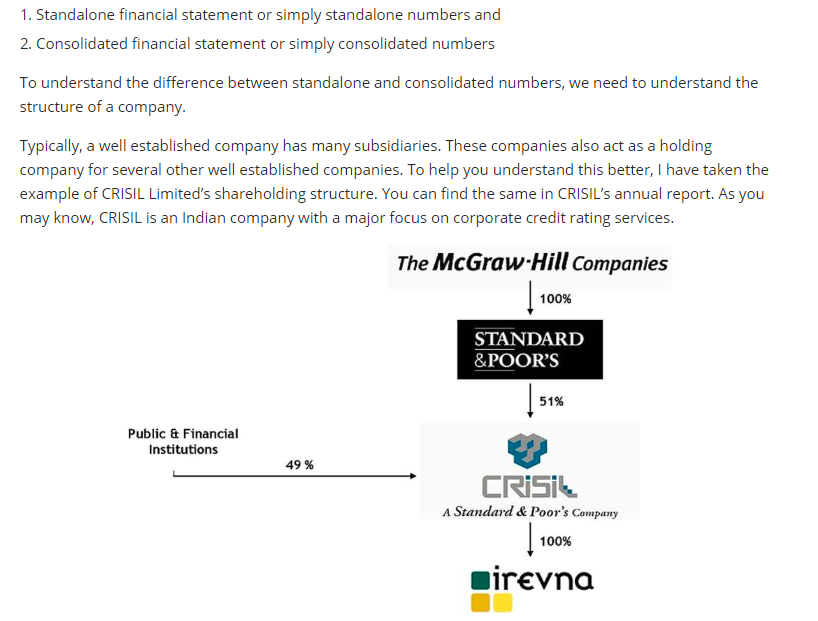 1. Standalone financial statement or simply standalone numbers and
2. Consolidated financial statement or simply consolidated numbers
To understand the difference between standalone and consolidated numbers, we need to understand the
structure of a company.
Typically, a well established company has many subsidiaries. These companies also act as a holding
company for several other well established companies. To help you understand this better, I have taken the
example of CRISIL Limited's shareholding structure. You can find the same in CRISIL's annual report. As you
may know, CRISIL is an Indian company with a major focus on corporate credit rating services.
The McGraw·Hill Companies
100%
STANDARD
&POOR'S
51%
Public & Financial
Institutions
49 %
CRISIL
A Standard & Poor's Company
100%
irevna